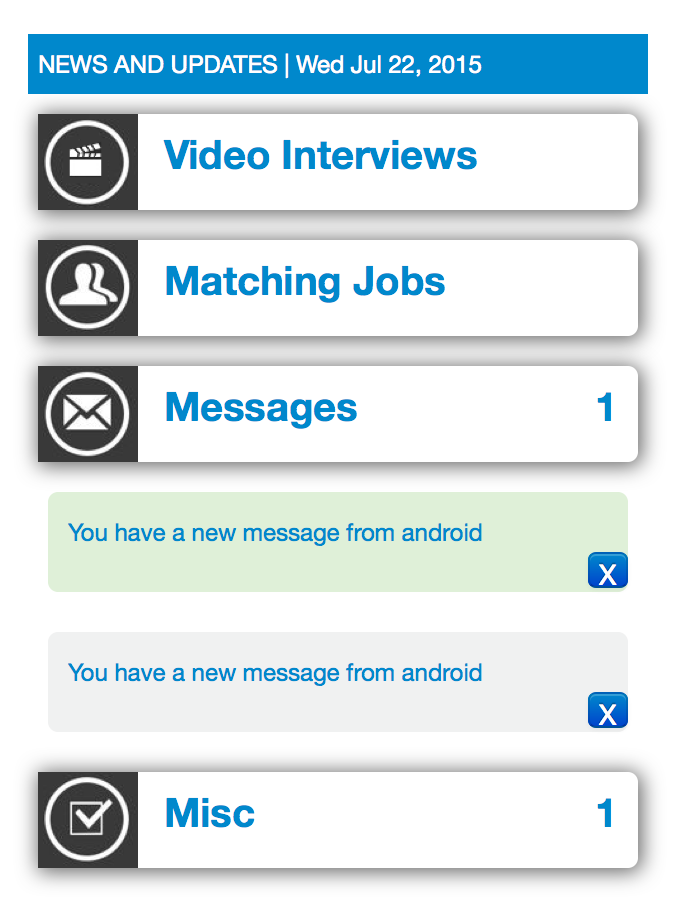 NEWS AND UPDATES | Wed Jul 22, 2015
Video Interviews
Matching Jobs
Messages 1
You have a new message from android
X
You have a new message from android
X
Misc 1